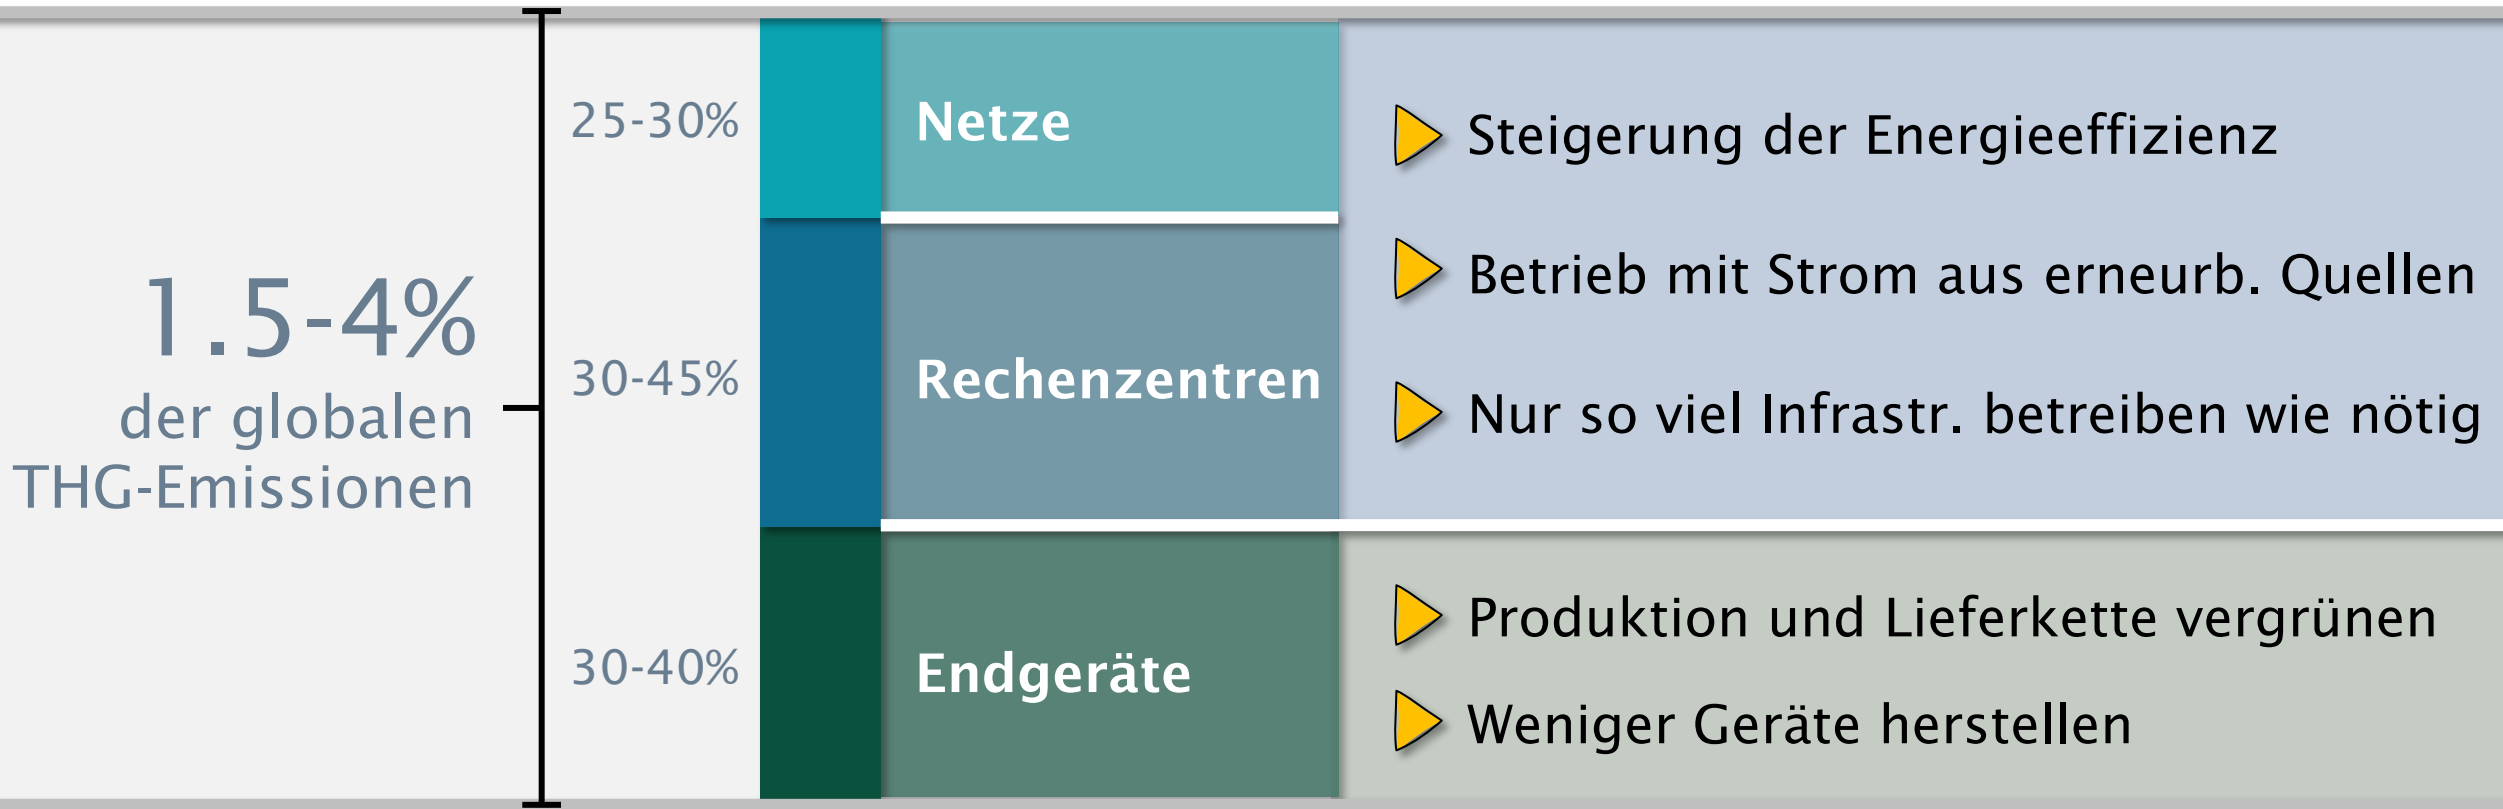 1.5-4%
der globalen
THG-Emissionen
25-30%
Netze
30-45%
Rechenzentren
30-40%
Endgeräte
Steigerung der Energieeffizienz
Betrieb mit Strom aus erneurb. Quellen
Nur so viel Infrastr. betreiben wie nötig
Produktion und Lieferkette vergrünen
Weniger Geräte herstellen